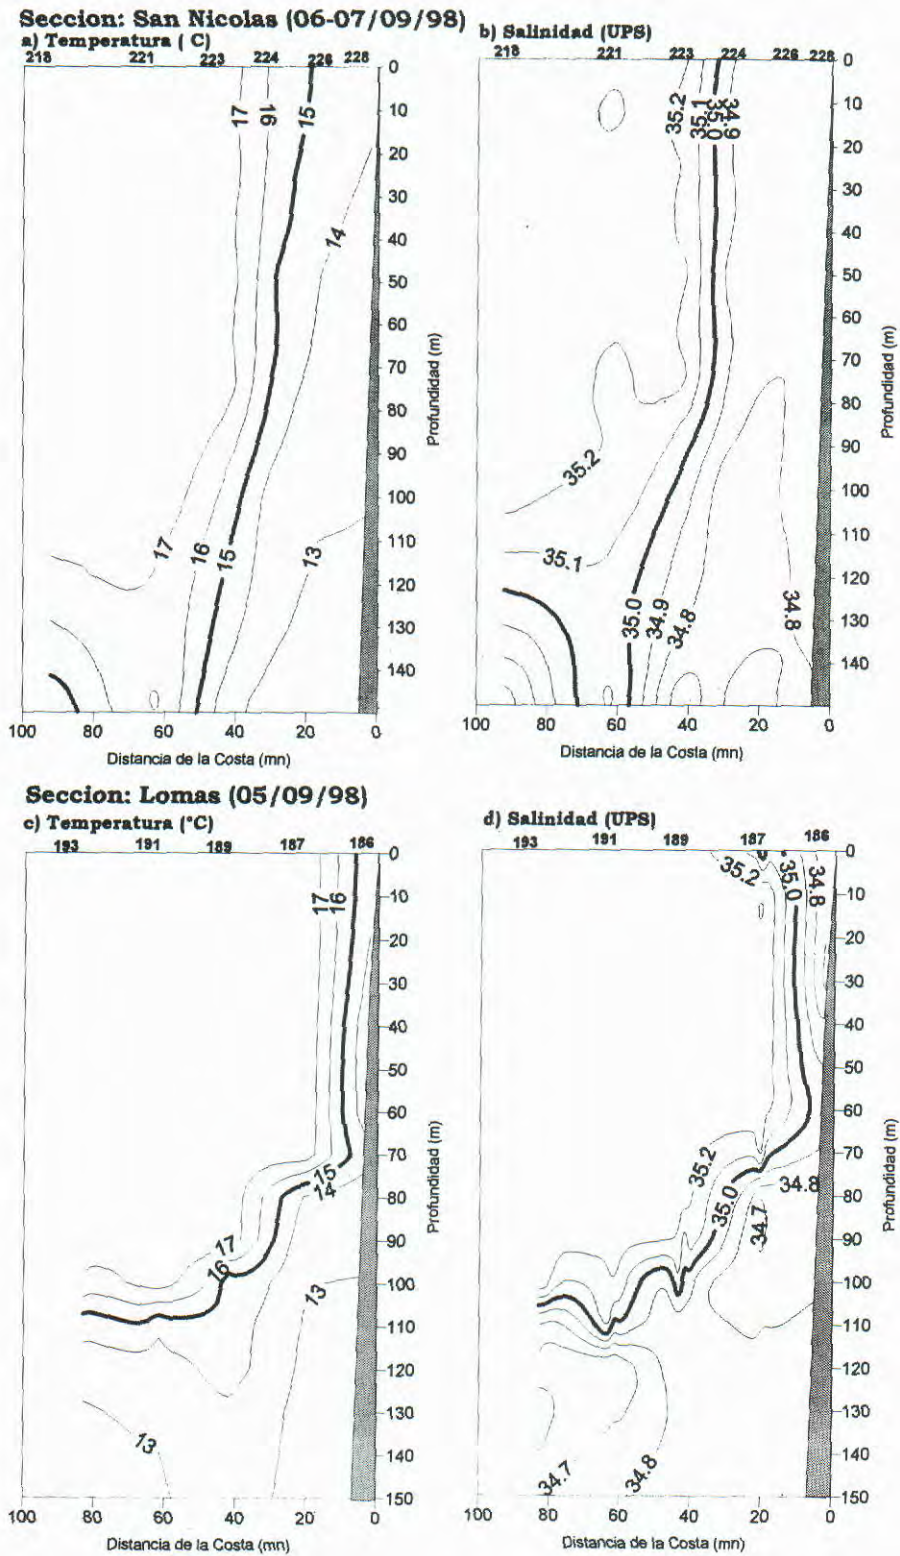 Seccion: San Nicolas (06-07/09/98)
a) Temperatura ( C)
218 221 223 224 226 228
17 16 15
14
17 16 15 13
0
10
20
30
40
50
60
70
80
90
100
110
120
130
140
Profundidad (m)
100 80 60 40 20 0
Distancia de la Costa (mn)
b) Salinidad (UPS)
218 221 223 224 226 228
35.2 35.1 35.0 34.9
35.2
35.1
35.0 34.9 34.8 34.8
0
10
20
30
40
50
60
70
80
90
100
110
120
130
140
Profundidad (m)
100 80 60 40 20 0
Distancia de la Costa (mn)
Seccion: Lomas (05/09/98)
c) Temperatura (°C)
193 191 189 187 186
17 16
15
14
17
16
13
13
0
10
20
30
40
50
60
70
80
90
100
110
120
130
140
150
Profundidad (m)
100 80 60 40 20 0
Distancia de la Costa (mn)
d) Salinidad (UPS)
193 191 189 187 186
35.2 35.0 34.8
35.2 35.0 34.8
34.7
34.7 34.8
0
10
20
30
40
50
60
70
80
90
100
110
120
130
140
150
Profundidad (m)
100 80 60 40 20 0
Distancia de la Costa (mn)